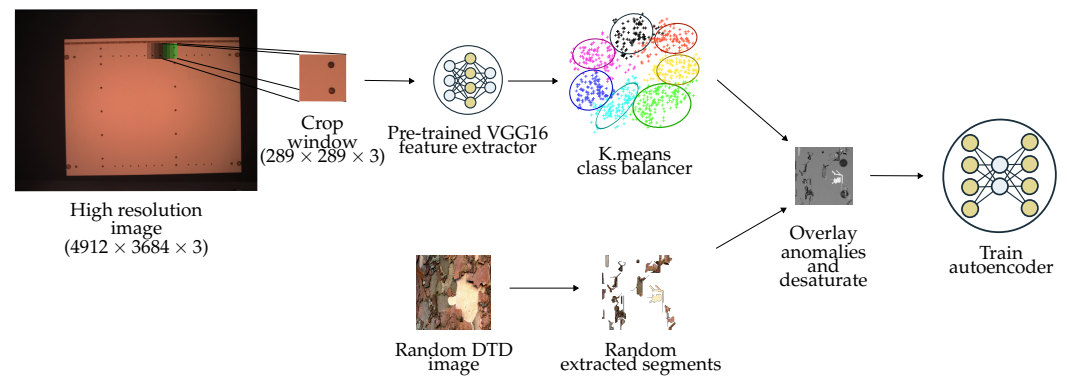 High resolution
image
(4912 × 3684 × 3)
Crop
window
(289 × 289 × 3)
Pre-trained VGG16
feature extractor
K.means
class balancer
Random DTD
image
Random
extracted segments
Overlay
anomalies
and
desaturate
Train
autoencoder